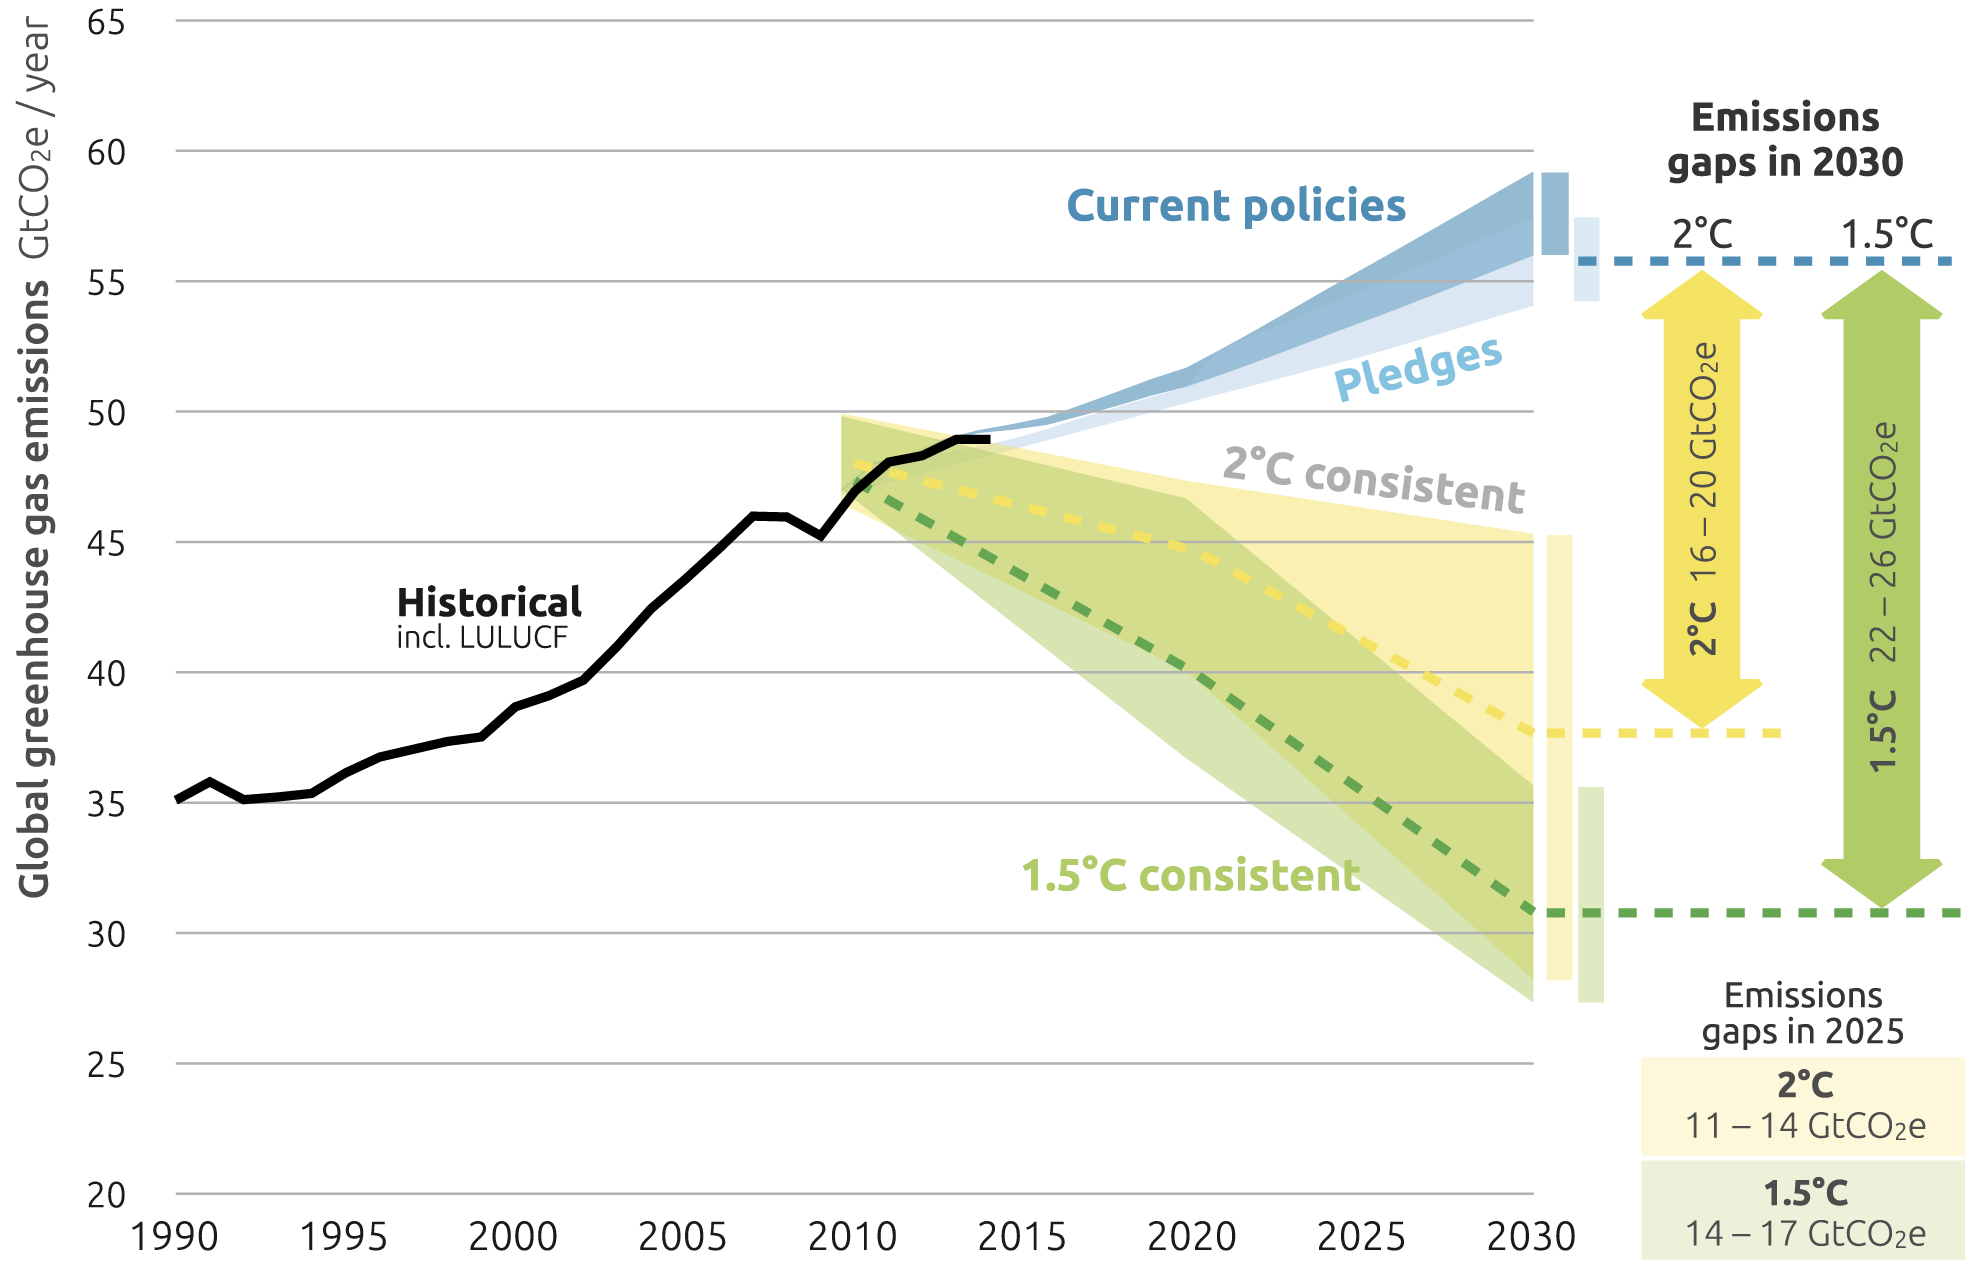 Global greenhouse gas emissions GtCO₂e / year
65
60
55
50
45
40
35
30
25
20
1990 1995 2000 2005 2010 2015 2020 2025 2030
Historical
incl. LULUCF
Current policies
Pledges
2°C consistent
1.5°C consistent
Emissions
gaps in 2030
2°C 1.5°C
2°C 16 – 20 GtCO₂e
1.5°C 22 – 26 GtCO₂e
Emissions
gaps in 2025
2°C
11 – 14 GtCO₂e
1.5°C
14 – 17 GtCO₂e